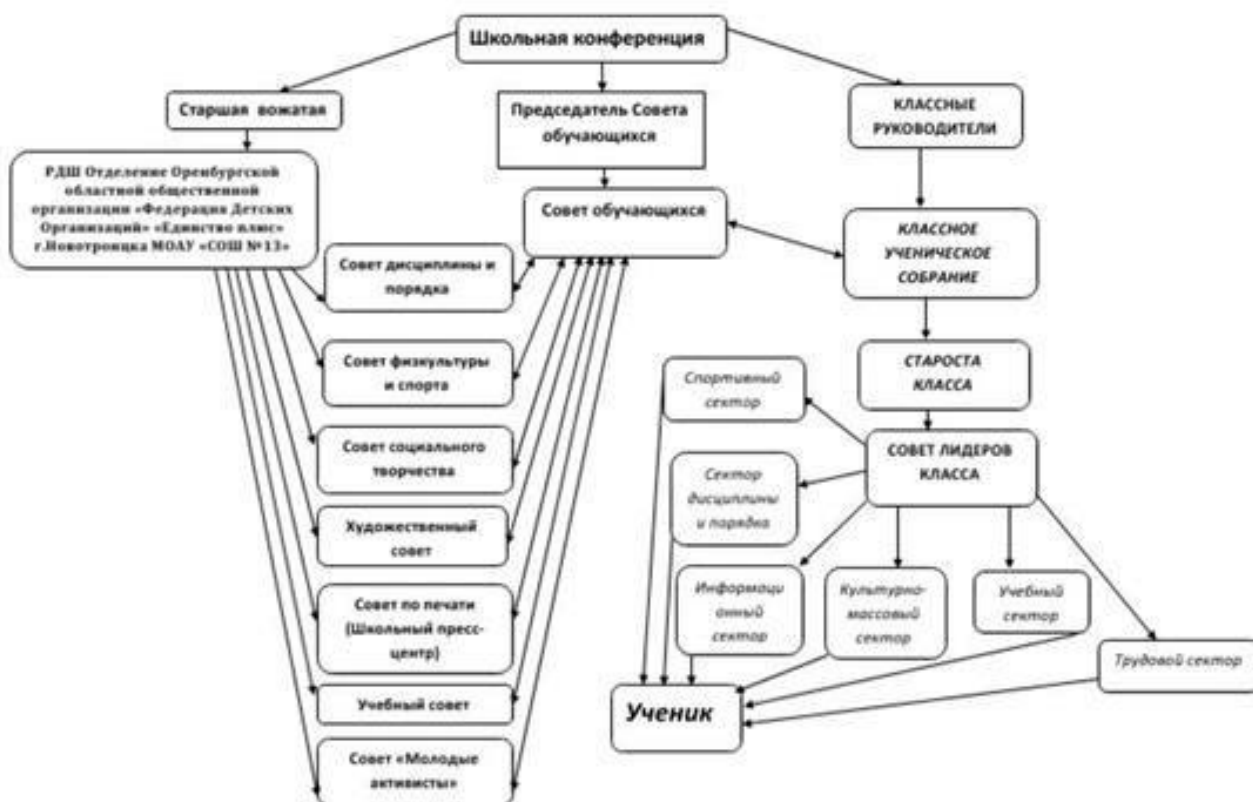 Школьная конференция
Старшая вожатая
Председатель Совета
обучающихся
КЛАССНЫЕ
РУКОВОДИТЕЛИ
РДШ Отделение Оренбургской
областной общественной
организации «Федерация Детских
Организаций» «Единство плюс»
г.Новотроицка МОАУ «СОШ №13»
Совет обучающихся
КЛАССНОЕ
УЧЕНИЧЕСКОЕ
СОБРАНИЕ
Совет дисциплины и
порядка
Совет физкультуры
и спорта
Совет социального
творчества
Художественный
совет
Совет по печати
(Школьный пресс-
центр)
Учебный совет
Совет «Молодые
активисты»
СТАРОСТА
КЛАССА
СОВЕТ ЛИДЕРОВ
КЛАССА
Спортивный
сектор
Сектор
дисциплины
и порядка
Информаци
онный
сектор
Культурно-
массовый
сектор
Учебный
сектор
Трудовой сектор
Ученик